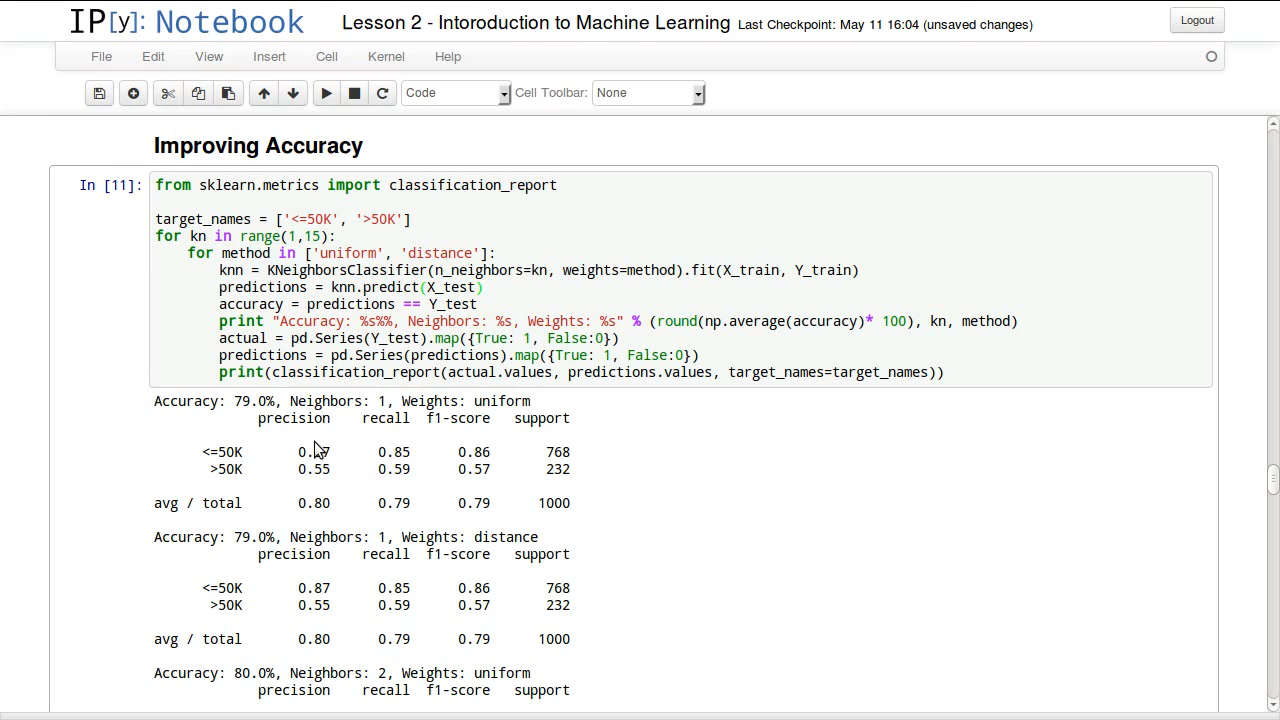 IP[y]: Notebook Lesson 2 - Intoroduction to Machine Learning Last Checkpoint: May 11 16:04 (unsaved changes) Logout
File Edit View Insert Cell Kernel Help
Code Cell Toolbar: None
Improving Accuracy
In [11]: from sklearn.metrics import classification_report
target_names = ['<=50K', '>50K']
for kn in range(1,15):
    for method in ['uniform', 'distance']:
        knn = KNeighborsClassifier(n_neighbors=kn, weights=method).fit(X_train, Y_train)
        predictions = knn.predict(X_test)
        accuracy = predictions == Y_test
        print "Accuracy: %s%%, Neighbors: %s, Weights: %s" % (round(np.average(accuracy)* 100), kn, method)
        actual = pd.Series(Y_test).map({True: 1, False:0})
        predictions = pd.Series(predictions).map({True: 1, False:0})
        print(classification_report(actual.values, predictions.values, target_names=target_names))
Accuracy: 79.0%, Neighbors: 1, Weights: uniform
precision recall f1-score support
<=50K 0.85 0.86 768
>50K 0.55 0.59 0.57 232
avg / total 0.80 0.79 0.79 1000
Accuracy: 79.0%, Neighbors: 1, Weights: distance
precision recall f1-score support
<=50K 0.87 0.85 0.86 768
>50K 0.55 0.59 0.57 232
avg / total 0.80 0.79 0.79 1000
Accuracy: 80.0%, Neighbors: 2, Weights: uniform
precision recall f1-score support